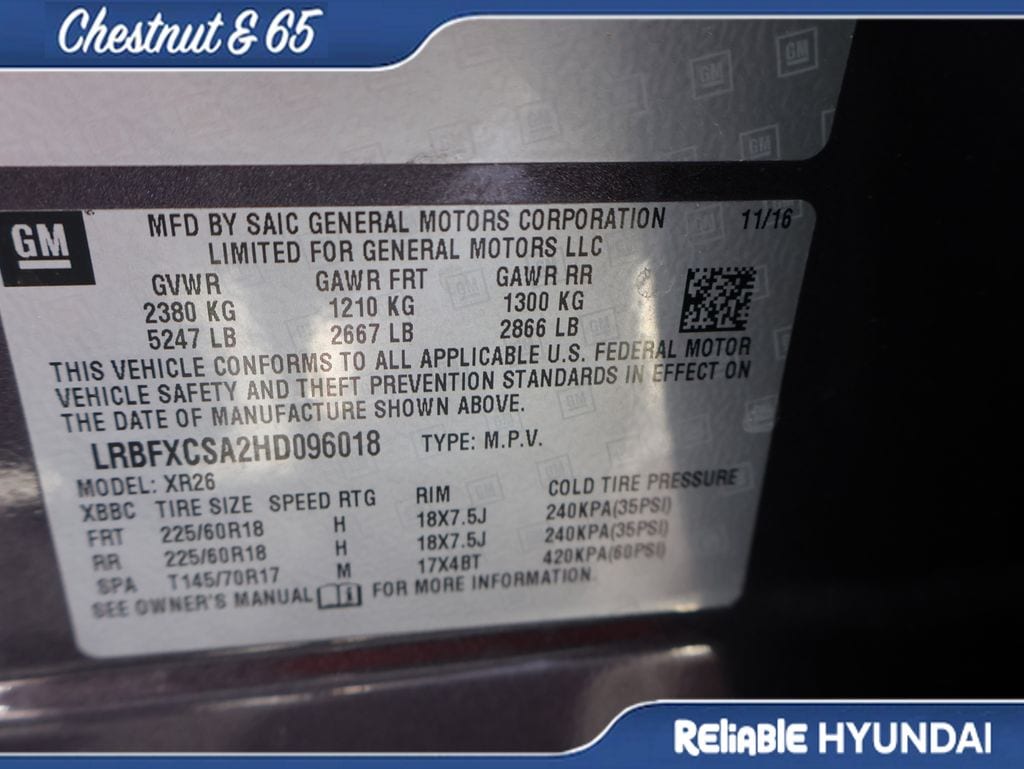 Chestnut & 65
GM
GM
GM
GM
MFD BY SAIC GENERAL MOTORS CORPORATION 11/16
LIMITED FOR GENERAL MOTORS LLC
GVWR GAWR FRT GAWR RR
2380 KG 1210 KG 1300 KG
5247 LB 2667 LB 2866 LB
THIS VEHICLE CONFORMS TO ALL APPLICABLE U.S. FEDERAL MOTOR
VEHICLE SAFETY AND THEFT PREVENTION STANDARDS IN EFFECT ON
THE DATE OF MANUFACTURE SHOWN ABOVE.
LRBFXCSA2HD096018 TYPE: M.P.V.
MODEL: XR26
XBBC TIRE SIZE SPEED RTG RIM COLD TIRE PRESSURE
FRT 225/60R18 H 18X7.5J 240KPA(35PSI)
RR 225/60R18 H 18X7.5J 240KPA(35PSI)
SPA T145/70R17 M 17X4BT 420KPA(60PSI)
SEE OWNER'S MANUAL FOR MORE INFORMATION.
ReLiABLE HYUNDAI